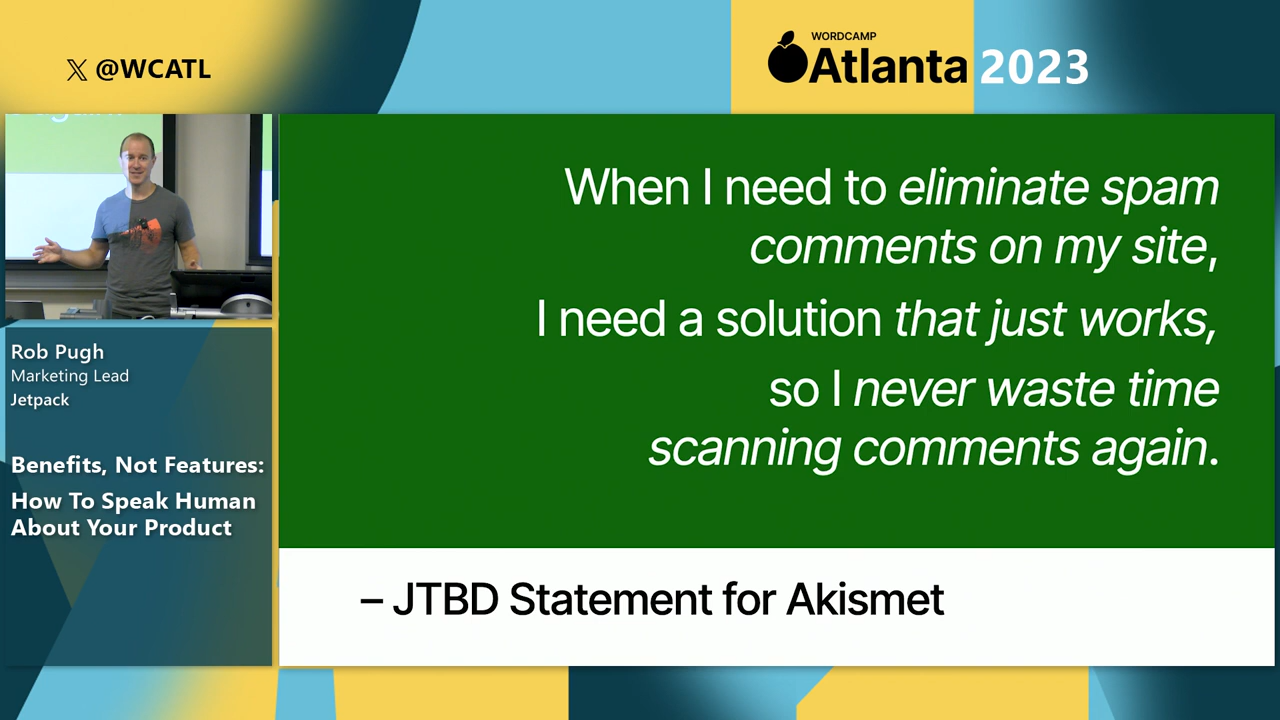 𝕏 @WCATL
WORDCAMP
Atlanta 2023
Rob Pugh
Marketing Lead
Jetpack
Benefits, Not Features:
How To Speak Human
About Your Product
When I need to eliminate spam
comments on my site,
I need a solution that just works,
so I never waste time
scanning comments again.
– JTBD Statement for Akismet